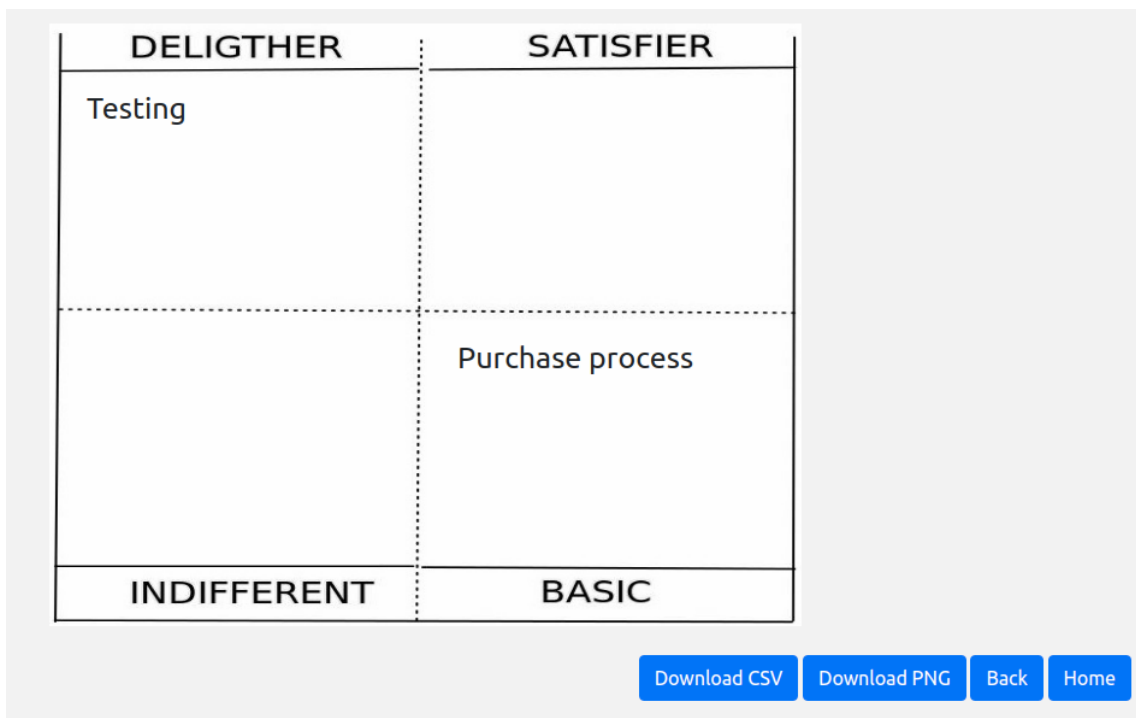 DELIGTHER
SATISFIER
Testing
Purchase process
INDIFFERENT
BASIC
Download CSV
Download PNG
Back
Home